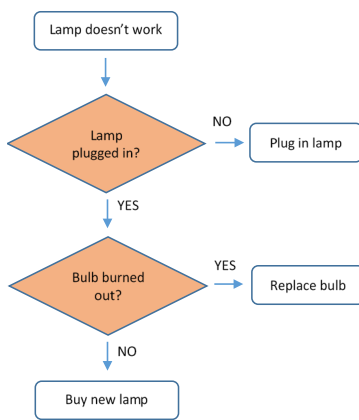 Lamp doesn't work
Lamp
plugged in?
NO
Plug in lamp
YES
Bulb burned
out?
YES
Replace bulb
NO
Buy new lamp